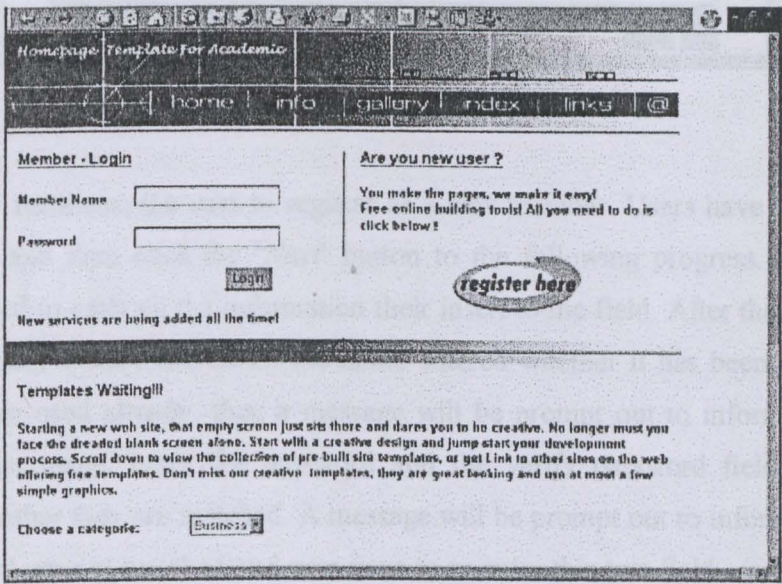 Homepage Template For Academic
home info gallery index links @
Member - Login
Member Name
Password
Login
New services are being added all the time!
Are you new user ?
You make the pages, we make it easy!
Free online building tools! All you need to do is
click below!!
register here
Templates Waiting!!!
Starting a new web site, that empty screen just sits there and dares you to be creative. No longer must you
face the dreaded blank screen alone. Start with a creative design and jump start your development
process. Scroll down to view the collection of pre-built site templates, or get Link to other sites on the web
offering free templates. Don't miss our creative templates, they are great looking and use at most a few
simple graphics.
Choose a categorie: Business